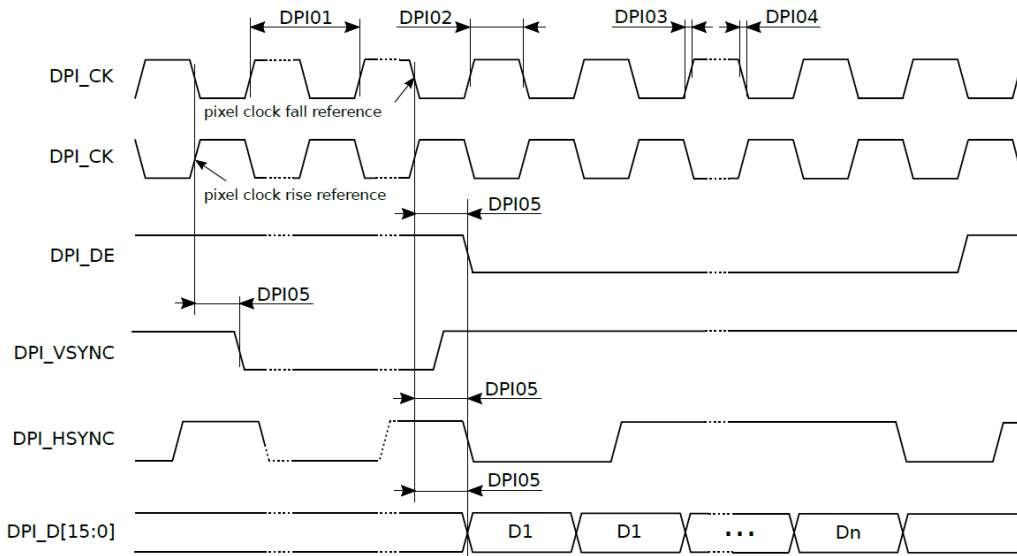 DPI01
DPI02
DPI03
DPI04
DPI_CK
pixel clock fall reference
DPI_CK
pixel clock rise reference
DPI05
DPI_DE
DPI05
DPI_VSYNC
DPI05
DPI_HSYNC
DPI05
DPI_D[15:0]
D1
D1
...
Dn